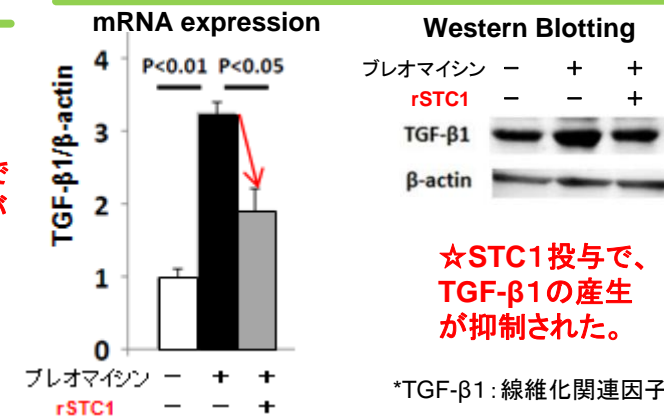 mRNA expression
P<0.01 P<0.05
TGF-β1/β-actin
4
3
2
1
0
ブレオマイシン － ＋ ＋
rSTC1 － － ＋
Western Blotting
ブレオマイシン － ＋ ＋
rSTC1 － － ＋
TGF-β1
β-actin
☆STC1投与で、
TGF-β1の産生
が抑制された。
*TGF-β1：線維化関連因子
で